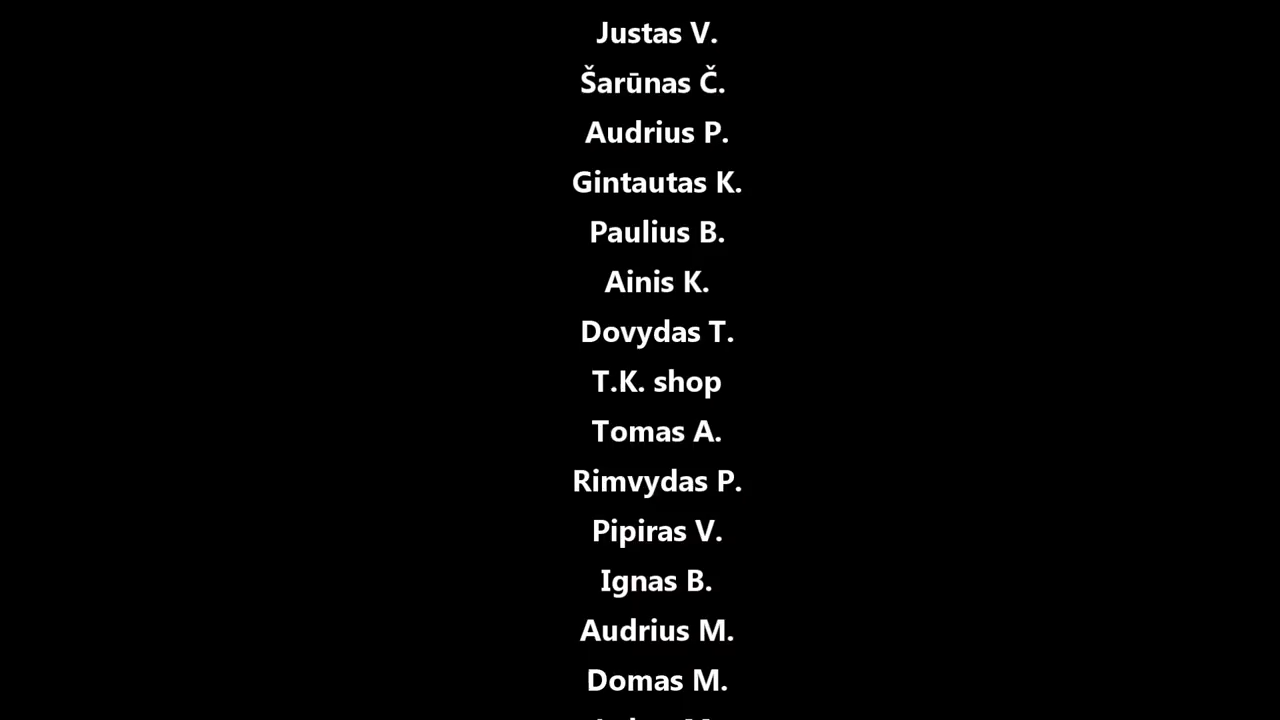 Justas V.
Šarūnas Č.
Audrius P.
Gintautas K.
Paulius B.
Ainis K.
Dovydas T.
T.K. shop
Tomas A.
Rimvydas P.
Pipiras V.
Ignas B.
Audrius M.
Domas M.